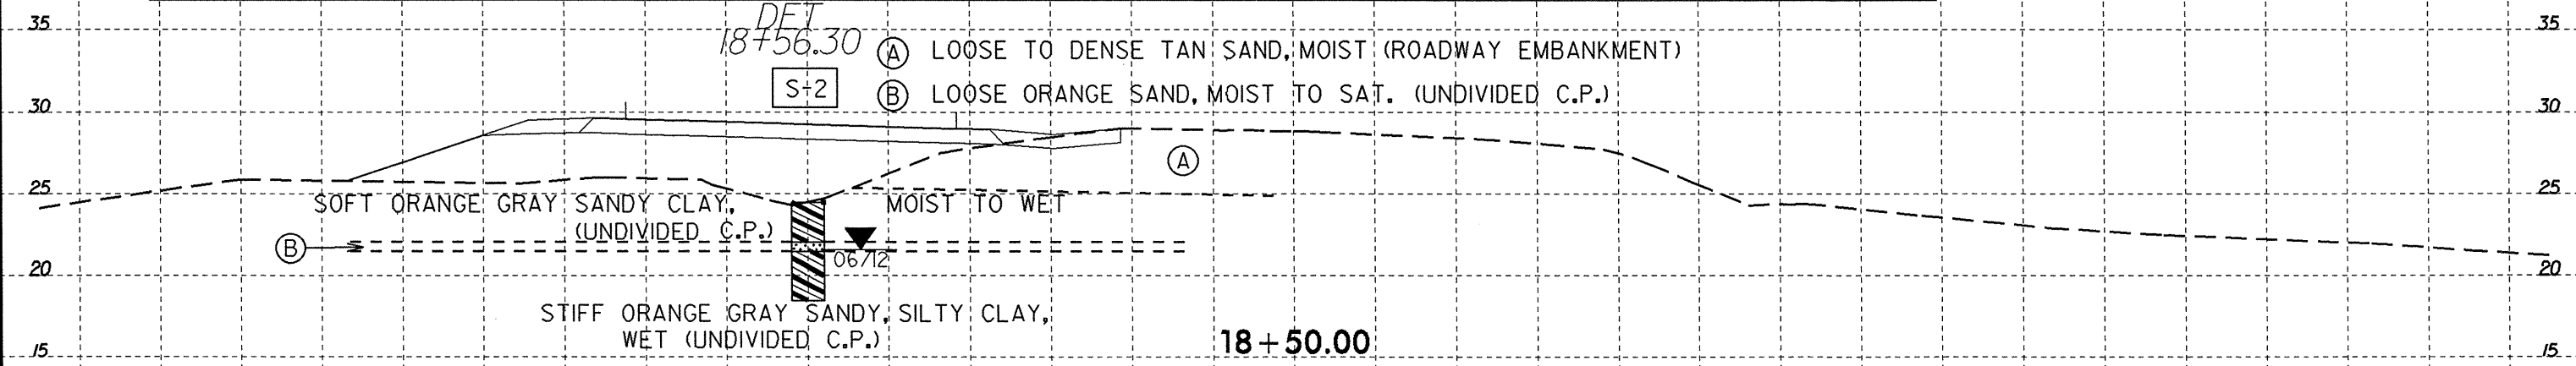 35 35
DET
18+56.30
Ⓐ LOOSE TO DENSE TAN SAND, MOIST (ROADWAY EMBANKMENT)
S-2
Ⓑ LOOSE ORANGE SAND, MOIST TO SAT. (UNDIVIDED C.P.)
30 30
Ⓐ
25 25
SOFT ORANGE GRAY SANDY CLAY, MOIST TO WET
(UNDIVIDED C.P.)
Ⓑ
06/12
20 20
STIFF ORANGE GRAY SANDY, SILTY CLAY,
WET (UNDIVIDED C.P.)
18+50.00
15 15